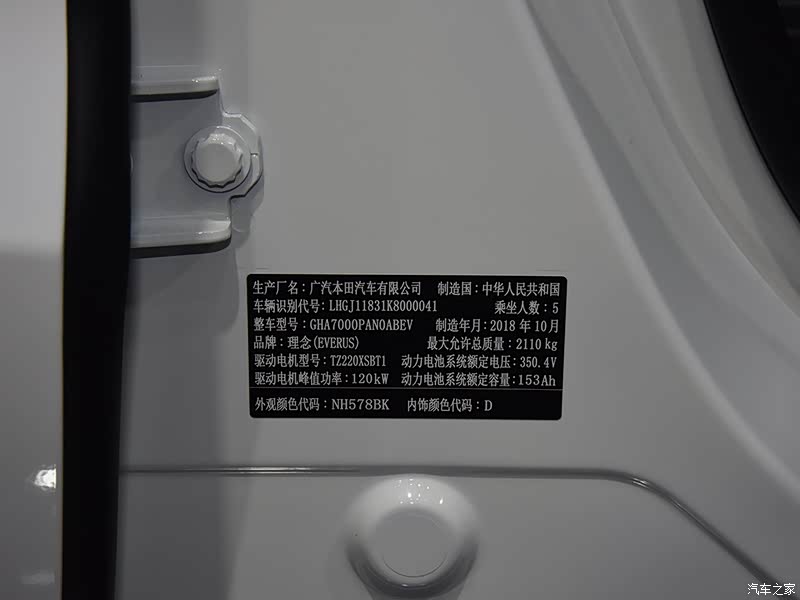 生产厂名：广汽本田汽车有限公司 制造国：中华人民共和国
车辆识别代号：LHGJ11831K8000041 乘坐人数：5
整车型号：GHA7000PAN0ABEV 制造年月：2018 年 10 月
品牌：理念(EVERUS) 最大允许总质量：2110 kg
驱动电机型号：TZ220XSBT1 动力电池系统额定电压：350.4V
驱动电机峰值功率：120kW 动力电池系统额定容量：153Ah
外观颜色代码：NH578BK 内饰颜色代码：D
汽车之家